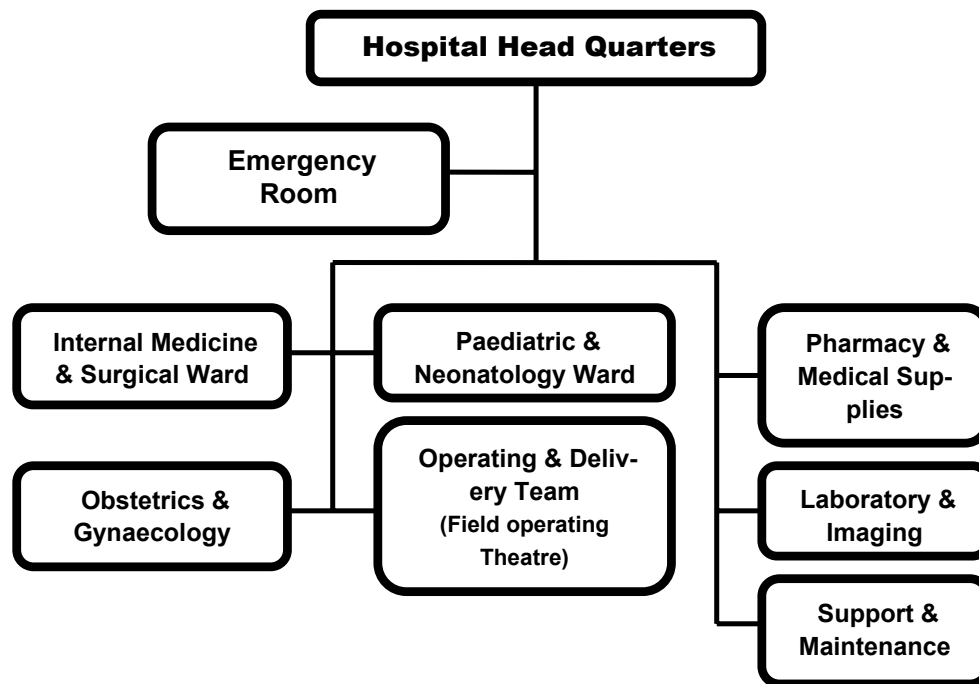 Hospital Head Quarters
Emergency
Room
Internal Medicine
& Surgical Ward
Paediatric &
Neonatology Ward
Pharmacy &
Medical Sup-
plies
Obstetrics &
Gynaecology
Operating & Deliv-
ery Team
(Field operating
Theatre)
Laboratory &
Imaging
Support &
Maintenance